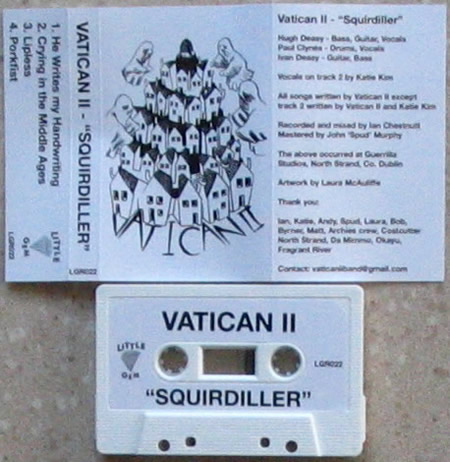 1. He Writes my Handwriting
2. Crying in the Middle Ages
3. Lipless
4. Porkfist
LITTLE
GEM
LGR022
VATICAN II - "SQUIRDILLER"
LGR022
VATICAN II
Vatican II - "Squirdiller"
Hugh Deasy - Bass, Guitar, Vocals
Paul Clynes - Drums, Vocals
Ivan Deasy - Guitar, Bass
Vocals on track 2 by Katie Kim
All songs written by Vatican II except
track 2 written by Vatican II and Katie Kim
Recorded and mixed by Ian Chestnutt
Mastered by John 'Spud' Murphy
The above occurred at Guerrilla
Studios, North Strand, Co. Dublin
Artwork by Laura McAuliffe
Thank you:
Ian, Katie, Andy, Spud, Laura, Bob,
Byrner, Matt, Archies crew, Costcutter
North Strand, Da Mimmo, Okayu,
Fragrant River
Contact: vaticaniiband@gmail.com
VATICAN II
LITTLE
GEM
LGR022
"SQUIRDILLER"